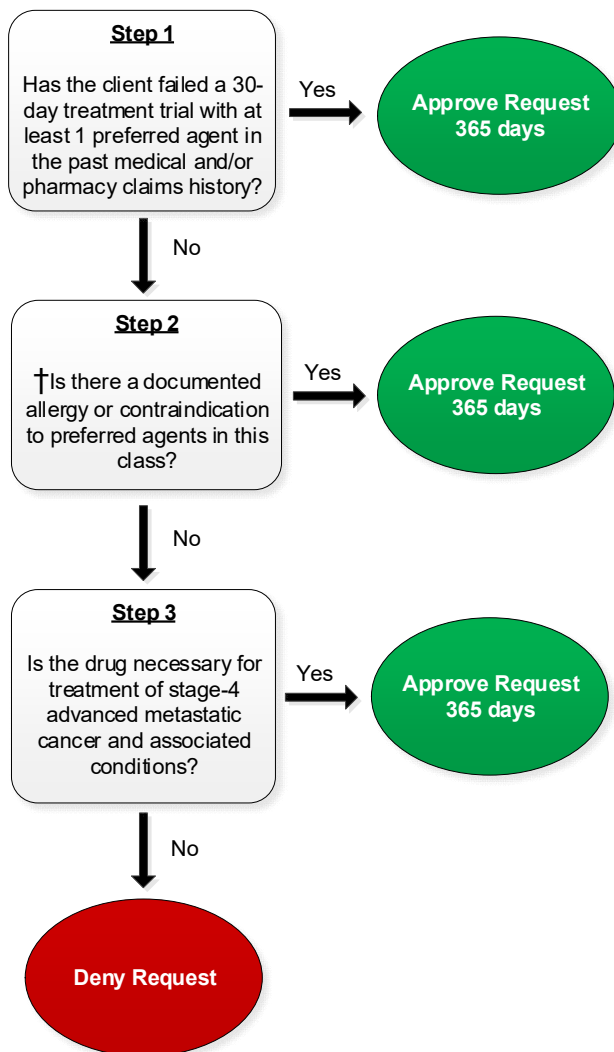 Step 1
Has the client failed a 30-
day treatment trial with at
least 1 preferred agent in
the past medical and/or
pharmacy claims history?
Yes
Approve Request
365 days
No
Step 2
†Is there a documented
allergy or contraindication
to preferred agents in this
class?
Yes
Approve Request
365 days
No
Step 3
Is the drug necessary for
treatment of stage-4
advanced metastatic
cancer and associated
conditions?
Yes
Approve Request
365 days
No
Deny Request